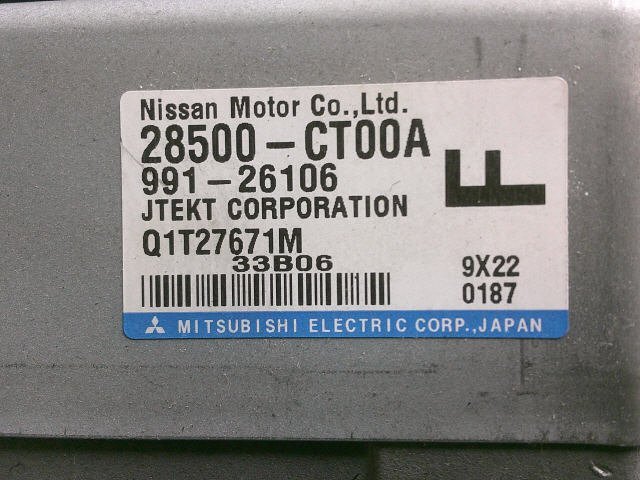 Nissan Motor Co.,Ltd.
28500-CT00A
991-26106
JTEKT CORPORATION
F
Q1T27671M
33B06
9X22
0187
MITSUBISHI ELECTRIC CORP.,JAPAN